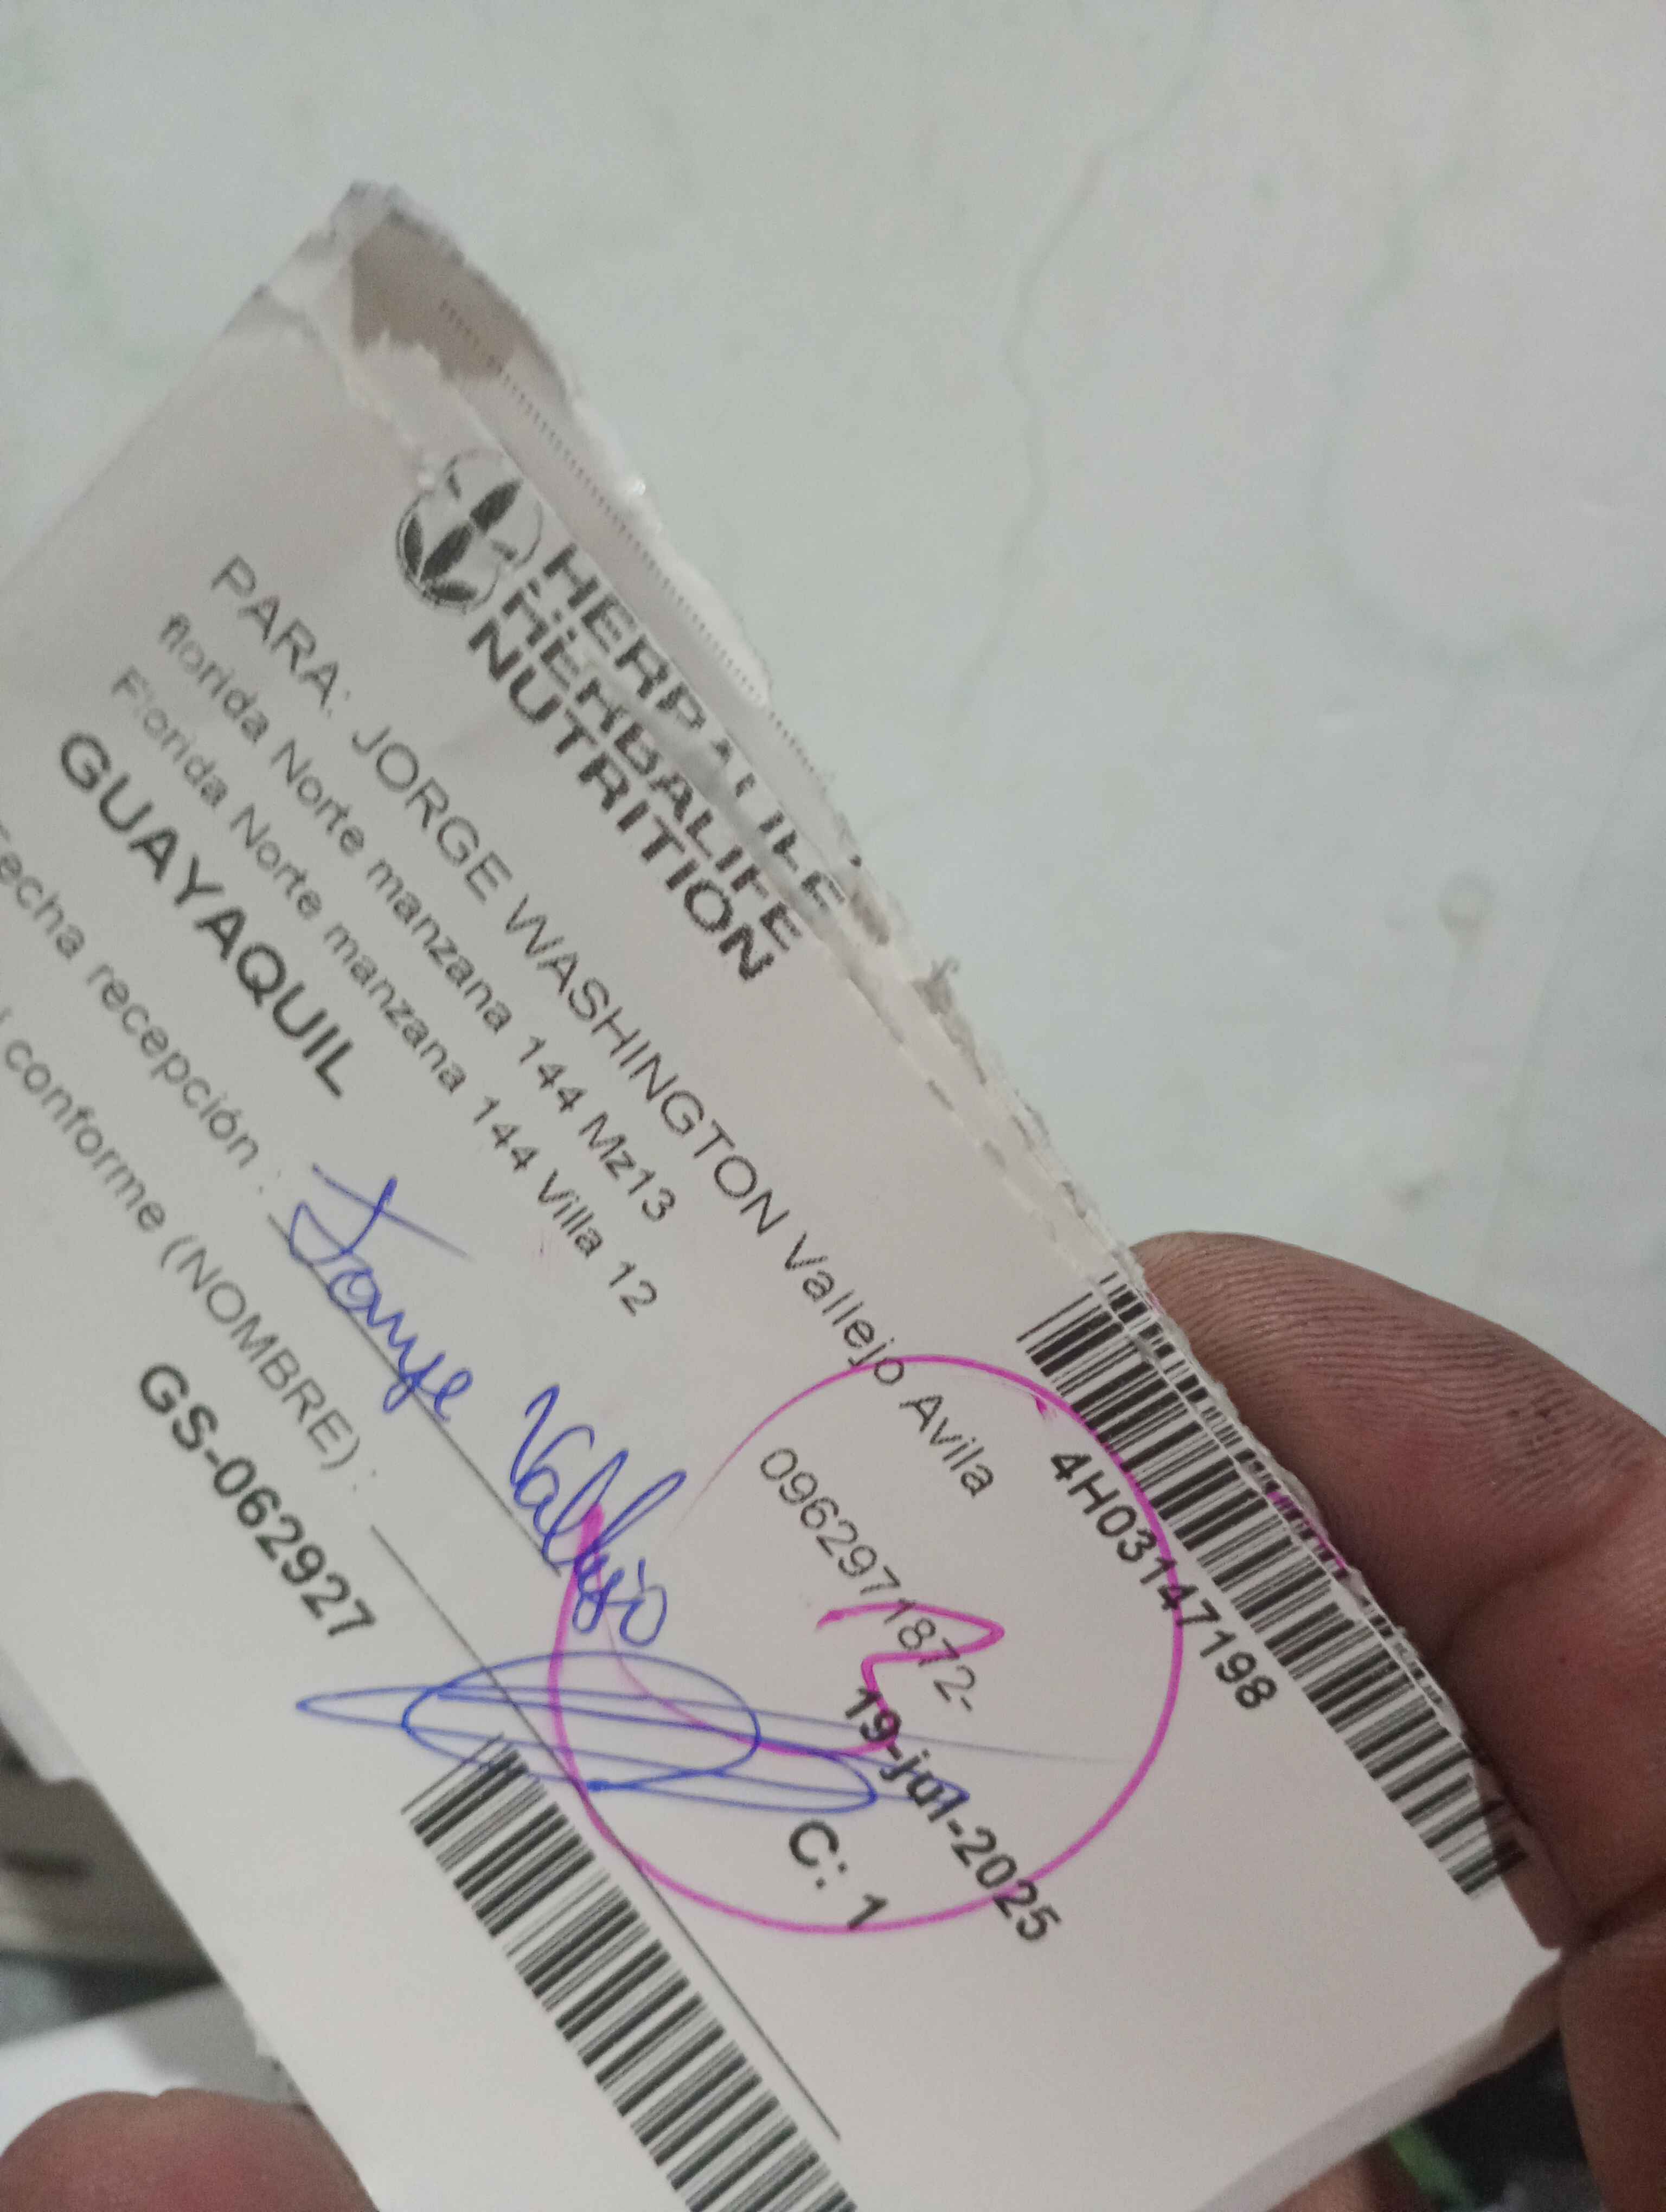 HERBALIFE
NUTRITION
4H03147198
PARA: JORGE WASHINGTON Vallejo Avila
florida Norte manzana 144 Mz13
0962971872-
Florida Norte manzana 144 Villa 12
19-jul-2025
GUAYAQUIL
C: 1
Fecha recepción : Jorge Vallejo
conforme (NOMBRE) :
GS-062927